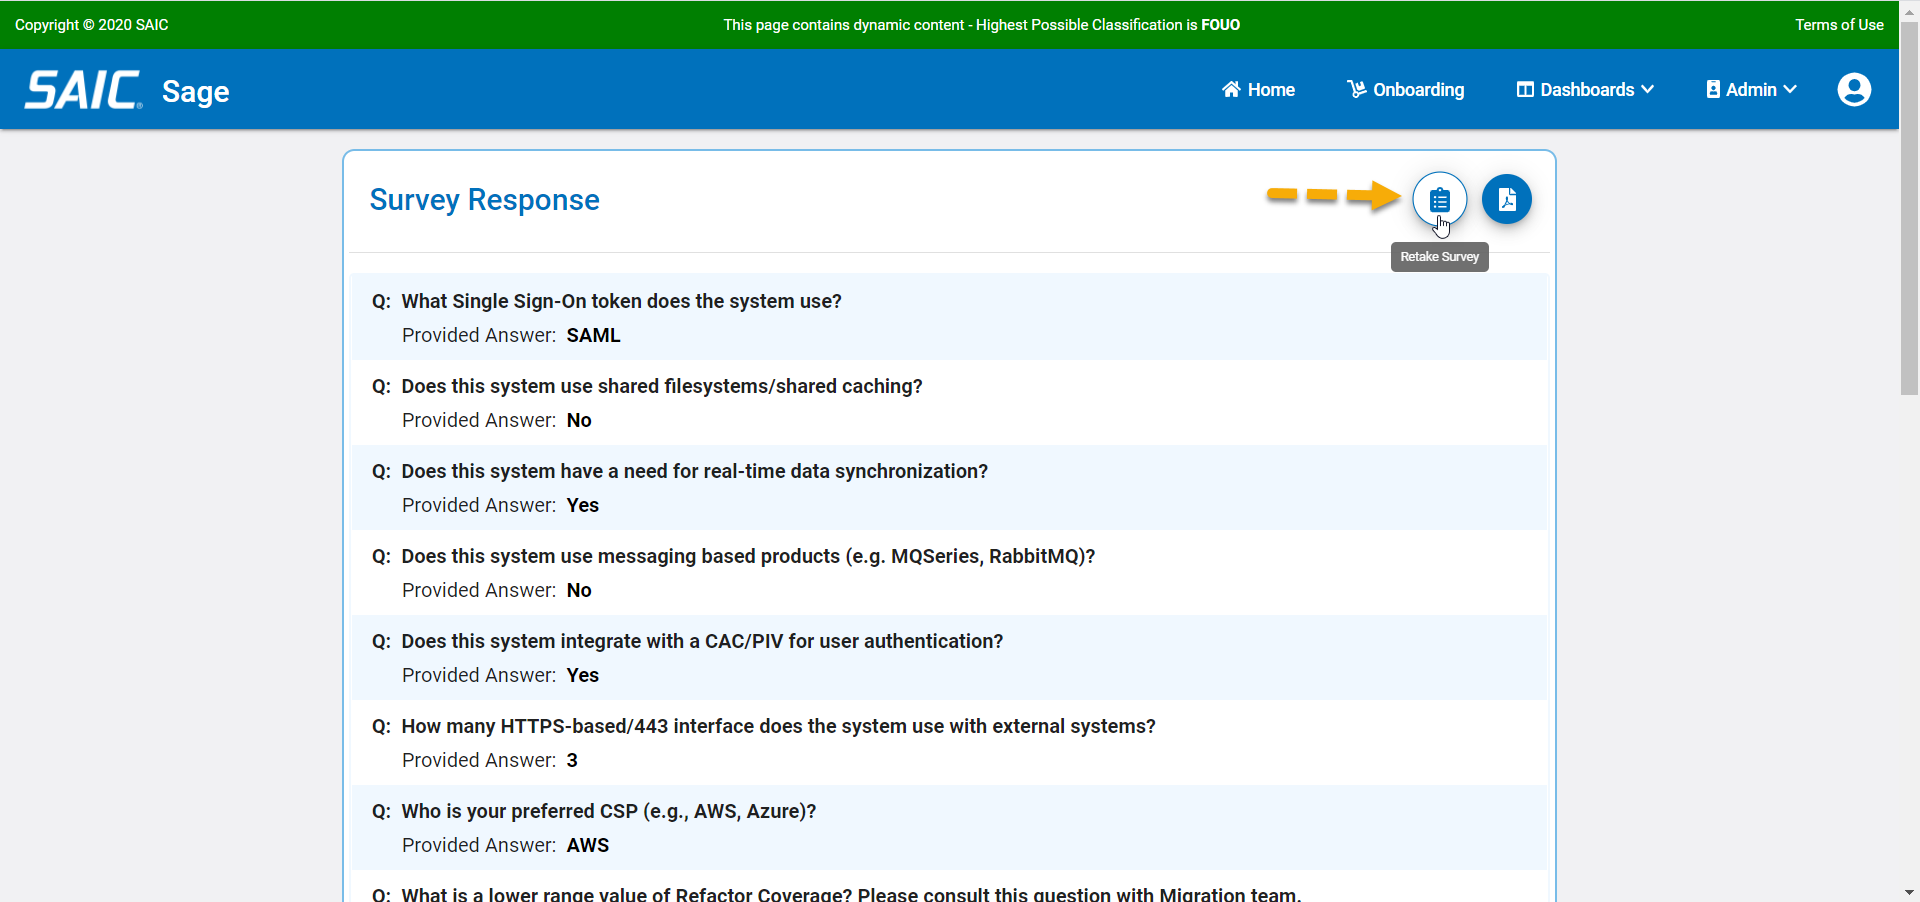 Copyright © 2020 SAIC
This page contains dynamic content - Highest Possible Classification is FOUO
Terms of Use
SAIC® Sage
Home
Onboarding
Dashboards
Admin
Survey Response
Retake Survey
Q: What Single Sign-On token does the system use?
Provided Answer: SAML
Q: Does this system use shared filesystems/shared caching?
Provided Answer: No
Q: Does this system have a need for real-time data synchronization?
Provided Answer: Yes
Q: Does this system use messaging based products (e.g. MQSeries, RabbitMQ)?
Provided Answer: No
Q: Does this system integrate with a CAC/PIV for user authentication?
Provided Answer: Yes
Q: How many HTTPS-based/443 interface does the system use with external systems?
Provided Answer: 3
Q: Who is your preferred CSP (e.g., AWS, Azure)?
Provided Answer: AWS
Q: What is a lower range value of Refactor Coverage? Please consult this question with Migration team.